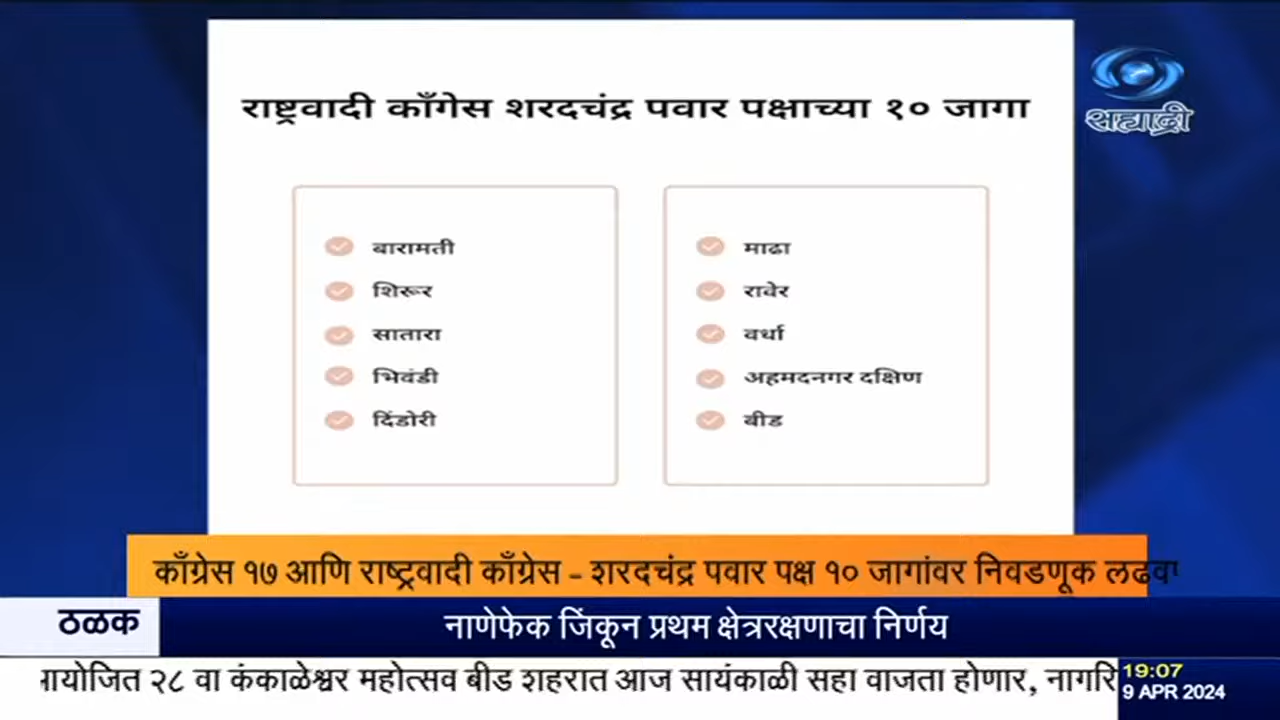 राष्ट्रवादी काँगेस शरदचंद्र पवार पक्षाच्या १० जागा
सह्याद्री
बारामती
शिरूर
सातारा
भिवंडी
दिंडोरी
माढा
रावेर
वर्धा
अहमदनगर दक्षिण
बीड
काँग्रेस १७ आणि राष्ट्रवादी काँग्रेस - शरदचंद्र पवार पक्ष १० जागांवर निवडणूक
ठळक
नाणेफेक जिंकून प्रथम क्षेत्ररक्षणाचा निर्णय
२८ वा कंकाळेश्वर महोत्सव बीड शहरात आज सायंकाळी सहा वाजता होणार,
19:07
9 APR 2024